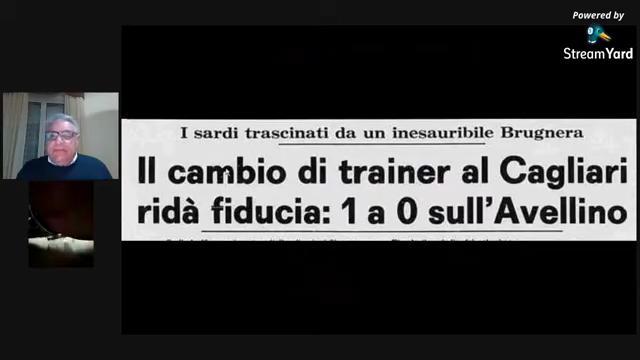 Powered by
StreamYard
I sardi trascinati da un inesauribile Brugnera
Il cambio di trainer al Cagliari
ridà fiducia: 1 a 0 sull'Avellino